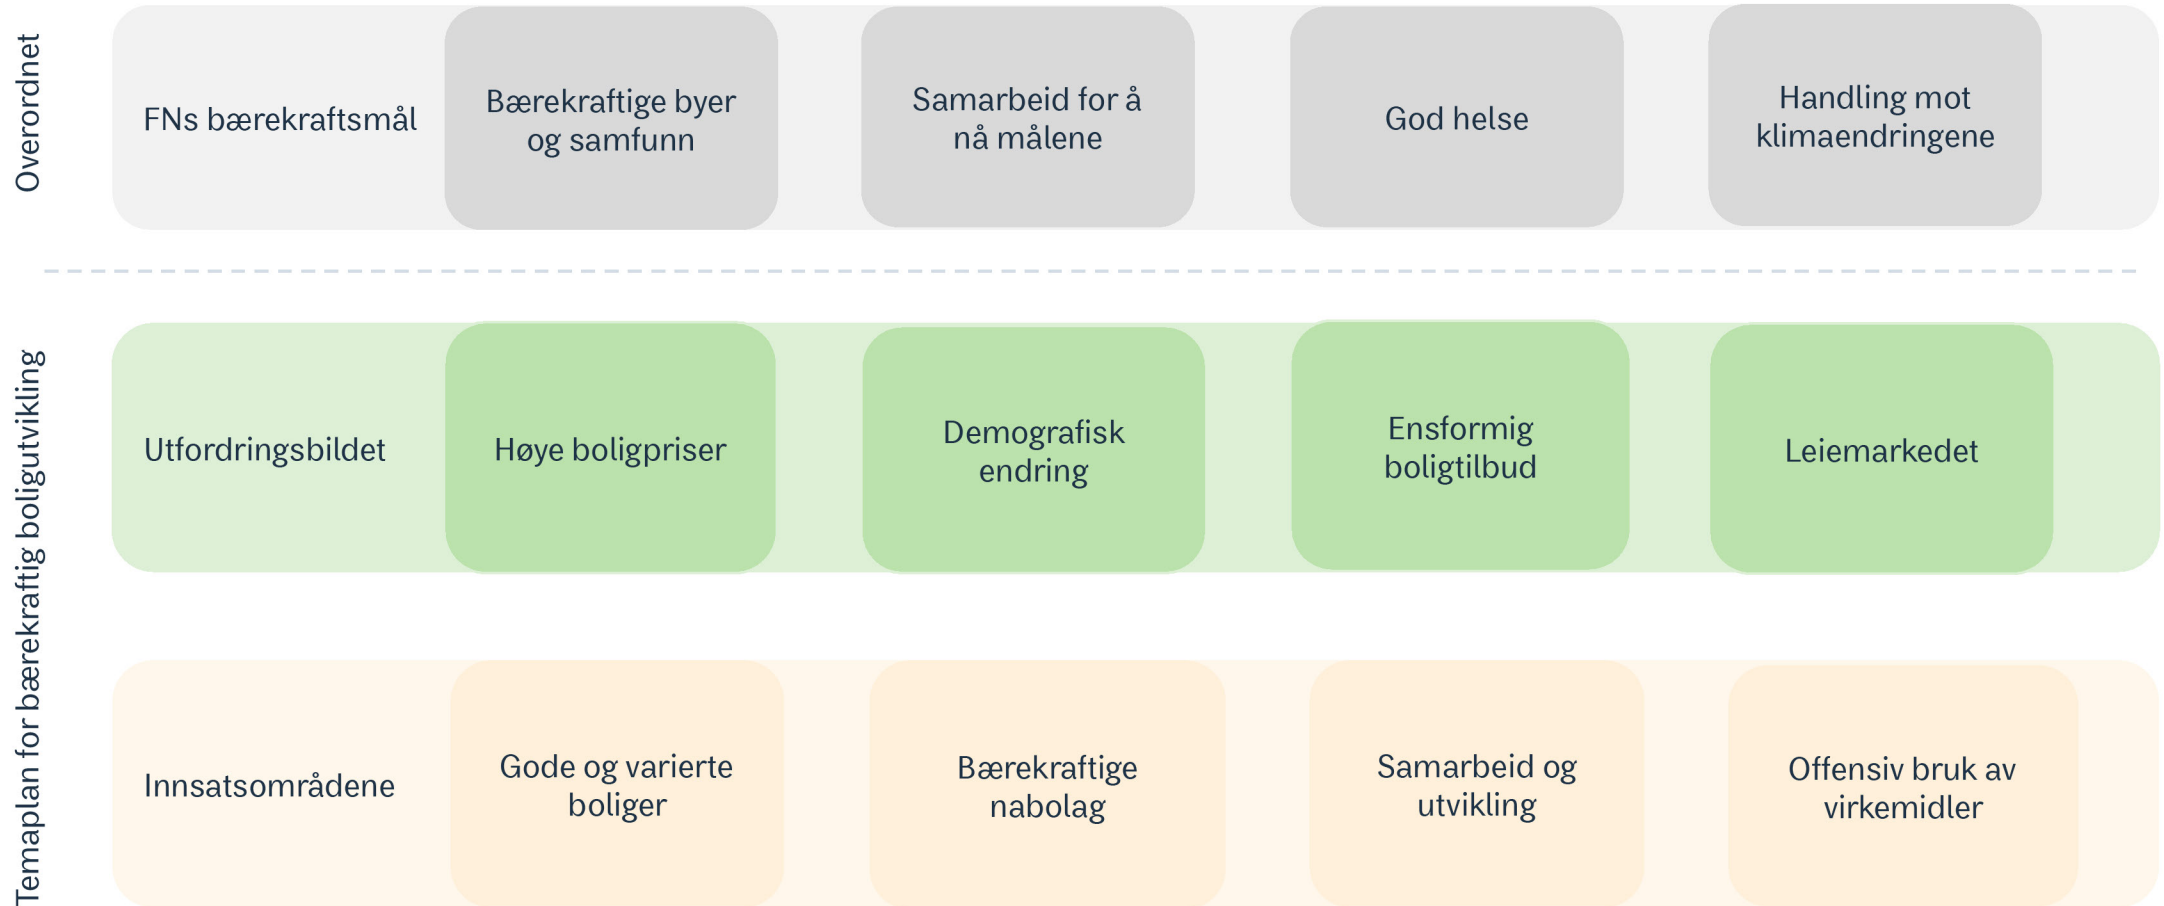 Overordnet
FNs bærekraftsmål
Bærekraftige byer
og samfunn
Samarbeid for å
nå målene
God helse
Handling mot
klimaendringene
Temaplan for bærekraftig boligutvikling
Utfordringsbildet
Høye boligpriser
Demografisk
endring
Ensformig
boligtilbud
Leiemarkedet
Innsatsområdene
Gode og varierte
boliger
Bærekraftige
nabolag
Samarbeid og
utvikling
Offensiv bruk av
virkemidler